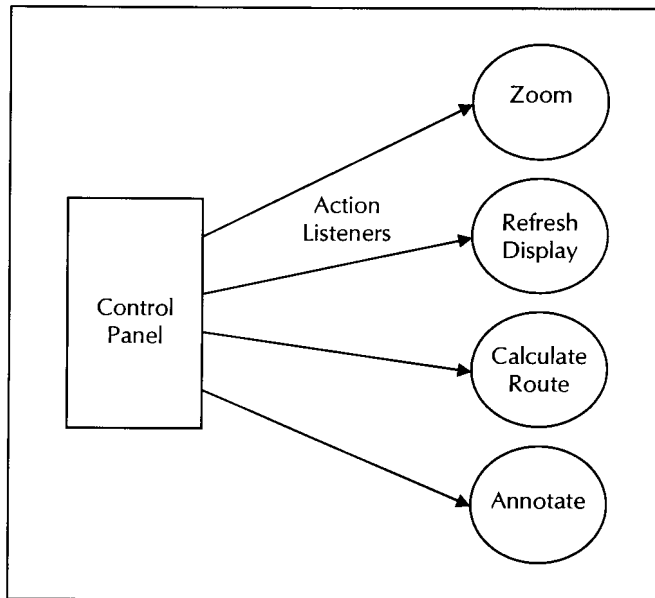 Zoom
Action
Listeners
Refresh
Display
Control
Panel
Calculate
Route
Annotate